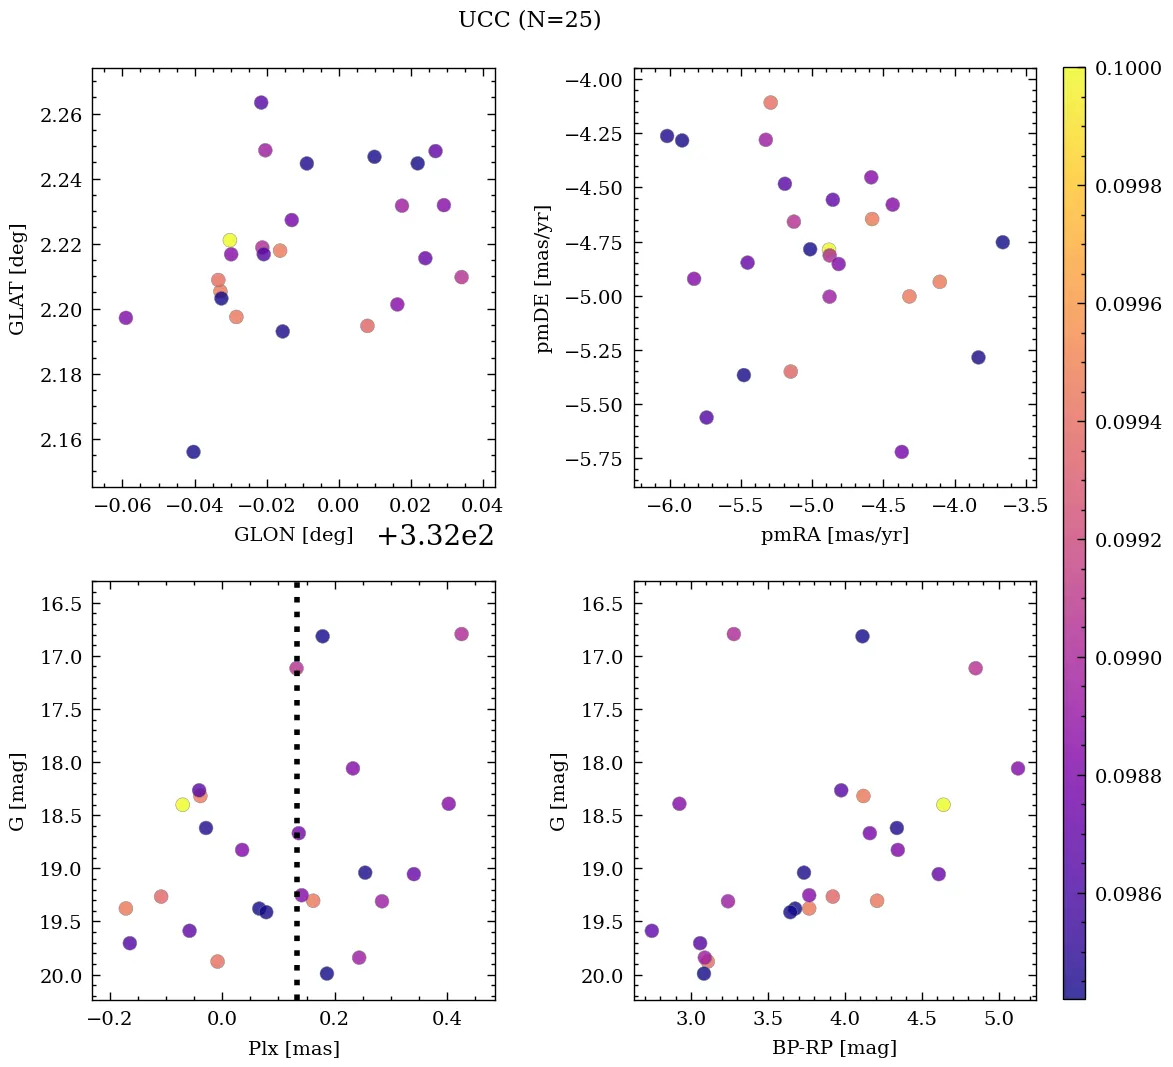 UCC (N=25)
2.26
2.24
2.22
2.20
2.18
2.16
GLAT [deg]
−0.06 −0.04 −0.02 0.00 0.02 0.04
GLON [deg]
+3.32e2
−4.00
−4.25
−4.50
−4.75
−5.00
−5.25
−5.50
−5.75
pmDE [mas/yr]
−6.0 −5.5 −5.0 −4.5 −4.0 −3.5
pmRA [mas/yr]
16.5
17.0
17.5
18.0
18.5
19.0
19.5
20.0
G [mag]
−0.2 0.0 0.2 0.4
Plx [mas]
16.5
17.0
17.5
18.0
18.5
19.0
19.5
20.0
G [mag]
3.0 3.5 4.0 4.5 5.0
BP-RP [mag]
0.1000
0.0998
0.0996
0.0994
0.0992
0.0990
0.0988
0.0986